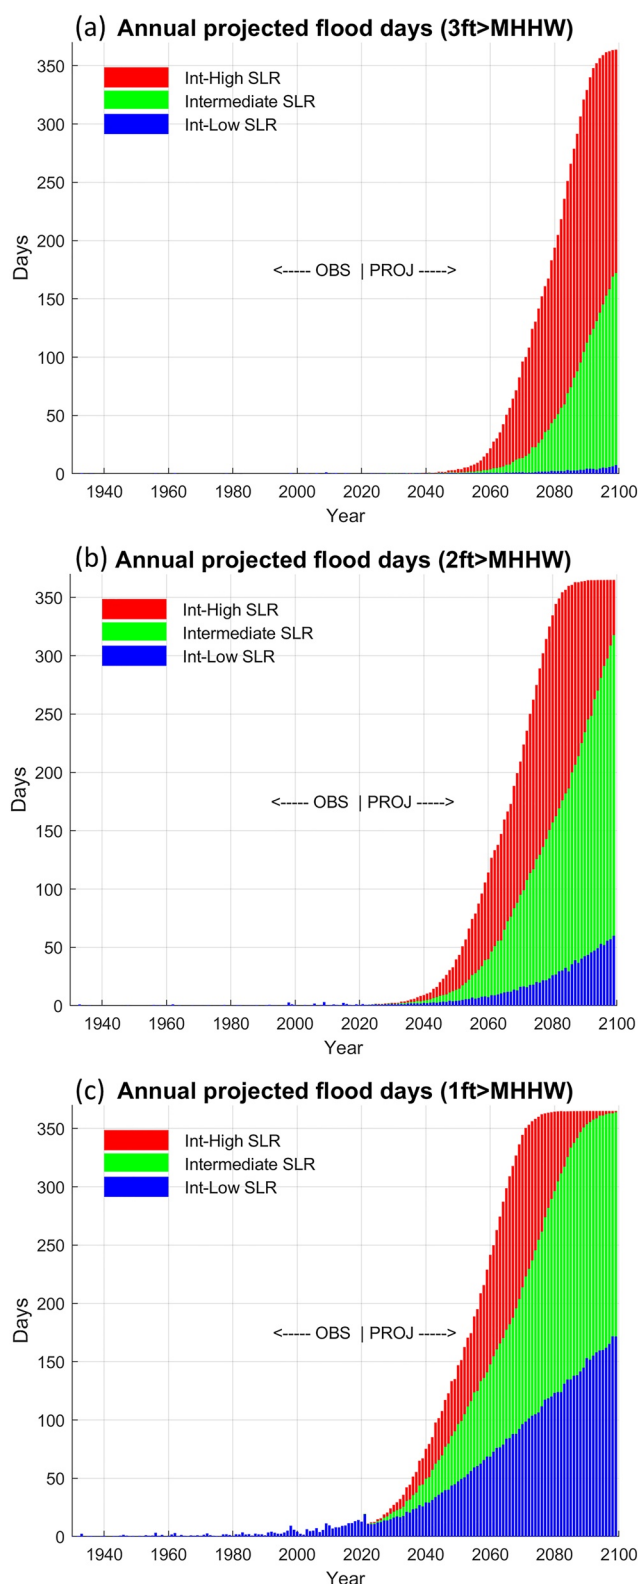 (a) Annual projected flood days (3ft>MHHW)
350
Int-High SLR
Intermediate SLR
300
Int-Low SLR
250
200
<----- OBS | PROJ ----->
150
100
50
0
Days
1940 1960 1980 2000 2020 2040 2060 2080 2100
Year
(b) Annual projected flood days (2ft>MHHW)
350
Int-High SLR
Intermediate SLR
300
Int-Low SLR
250
200
<----- OBS | PROJ ----->
150
100
50
0
Days
1940 1960 1980 2000 2020 2040 2060 2080 2100
Year
(c) Annual projected flood days (1ft>MHHW)
350
Int-High SLR
Intermediate SLR
300
Int-Low SLR
250
200
<----- OBS | PROJ ----->
150
100
50
0
Days
1940 1960 1980 2000 2020 2040 2060 2080 2100
Year